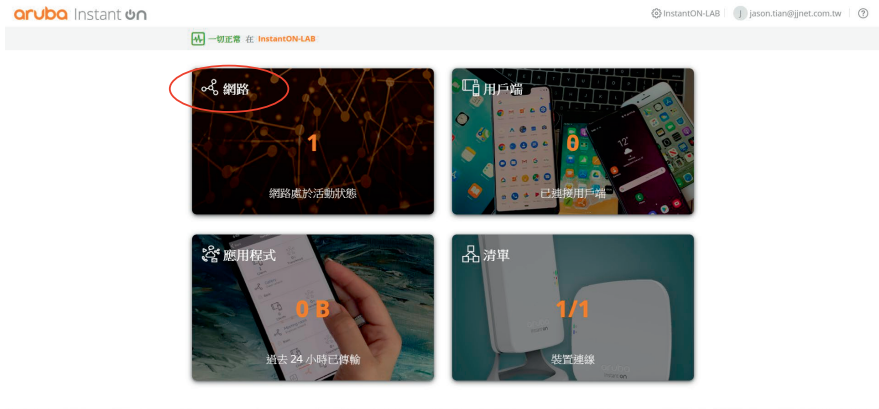 aruba Instant on
InstantON-LAB
J jason.tian@jjnet.com.tw
?
一切正常 在 InstantON-LAB
網路
1
網路處於活動狀態
用戶端
0
已連接用戶端
應用程式
0 B
過去 24 小時已傳輸
清單
1/1
裝置連線